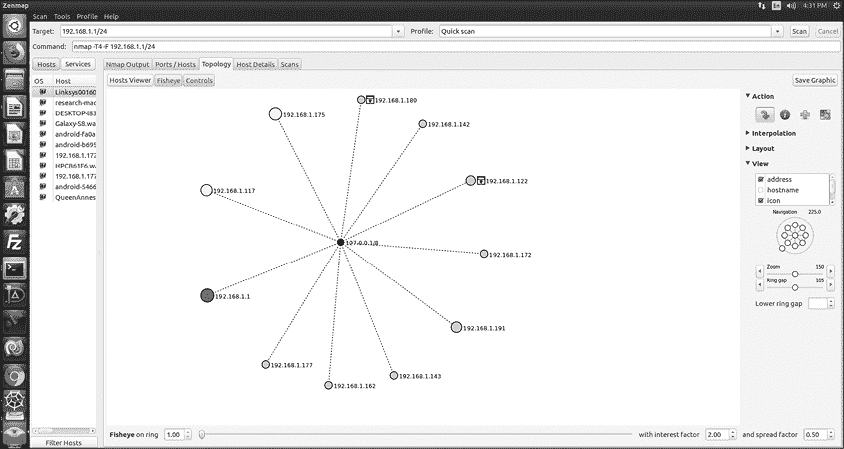 Zenmap
En
4:31 PM
Scan Tools Profile Help
Target: 192.168.1.1/24 Profile: Quick scan Scan Cancel
Command: nmap -T4 -F 192.168.1.1/24
Hosts Services
Nmap Output Ports / Hosts Topology Host Details Scans
OS Host
Hosts Viewer Fisheye Controls Save Graphic
Linksys00160
research-mac
DESKTOP-4B3
Galaxy-S8.wa
android-fa0a
android-b695
192.168.1.177
HPCB61F6.wa
192.168.1.177
android-5466
QueenAnnes
Filter Hosts
192.168.1.180
192.168.1.175
192.168.1.142
192.168.1.122
192.168.1.117
127.0.0.1/8
192.168.1.172
192.168.1.1
192.168.1.191
192.168.1.177
192.168.1.162
192.168.1.143
Action
Interpolation
Layout
View
address
hostname
icon
Navigation 225.0
Zoom 150
Ring gap 105
Lower ring gap
Fisheye on ring 1.00 with interest factor 2.00 and spread factor 0.50